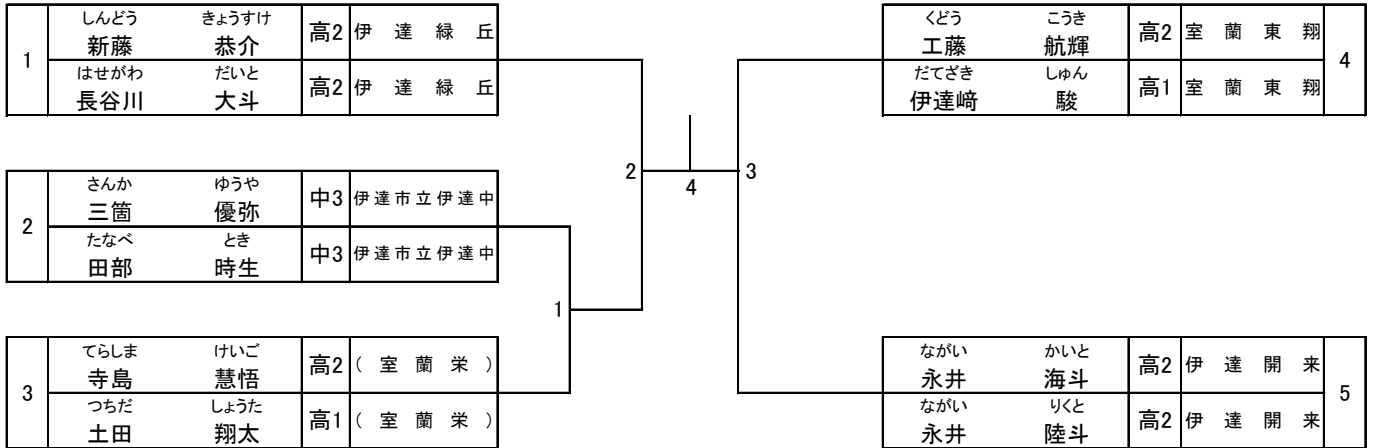 1
しんどう きょうすけ
新藤 恭介 高2 伊達緑丘
はせがわ だいと
長谷川 大斗 高2 伊達緑丘
2
さんか ゆうや
三箇 優弥 中3 伊達市立伊達中
たなべ とき
田部 時生 中3 伊達市立伊達中
3
てらしま けいご
寺島 慧悟 高2 (室蘭栄)
つちだ しょうた
土田 翔太 高1 (室蘭栄)
1
2
4
3
くどう こうき
工藤 航輝 高2 室蘭東翔
4
だてざき しゅん
伊達﨑 駿 高1 室蘭東翔
ながい かいと
永井 海斗 高2 伊達開来
5
ながい りくと
永井 陸斗 高2 伊達開来